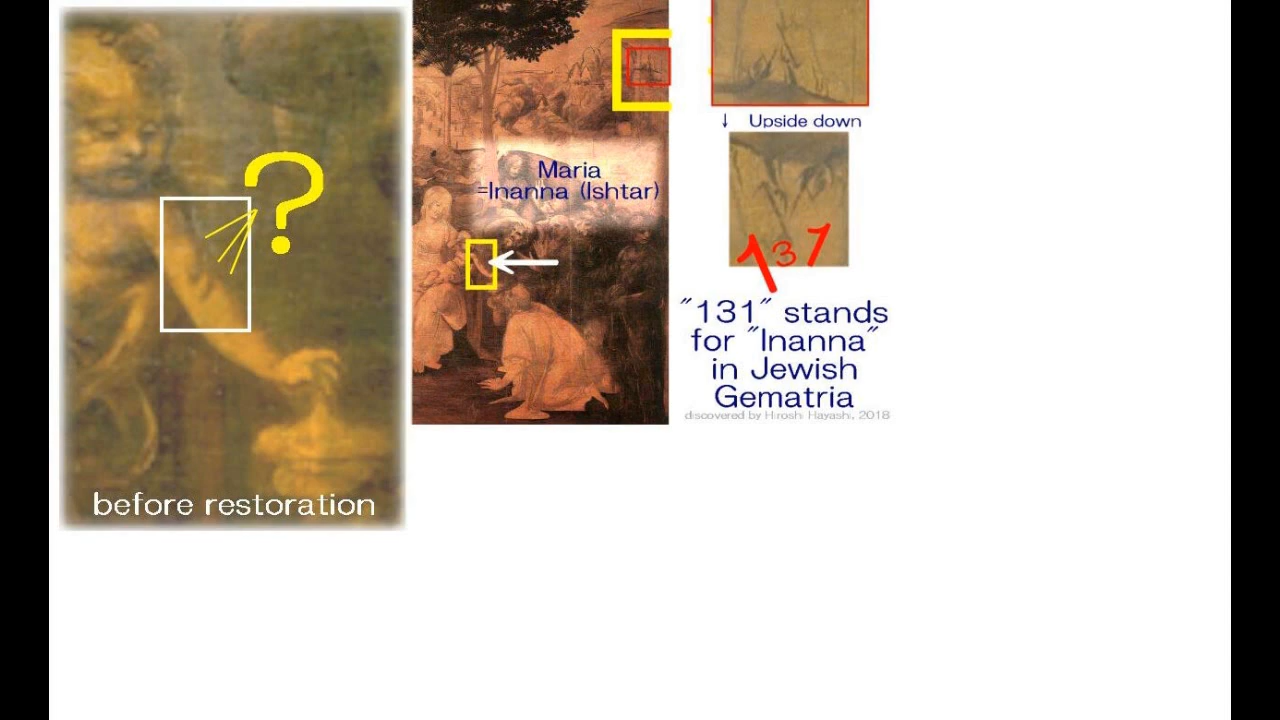 ?
before restoration
Maria
=Inanna (Ishtar)
↓ Upside down
131
"131" stands
for "Inanna"
in Jewish
Gematria
discovered by Hiroshi Hayashi, 2018